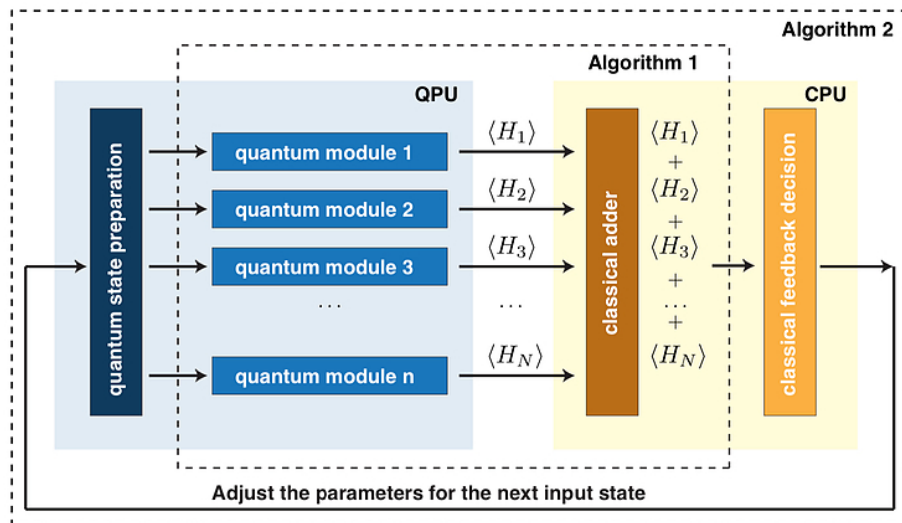 Algorithm 2
Algorithm 1
QPU
CPU
quantum state preparation
quantum module 1
quantum module 2
quantum module 3
...
quantum module n
⟨H₁⟩
⟨H₂⟩
⟨H₃⟩
...
⟨H_N⟩
classical adder
⟨H₁⟩
+
⟨H₂⟩
+
⟨H₃⟩
+
...
+
⟨H_N⟩
classical feedback decision
Adjust the parameters for the next input state